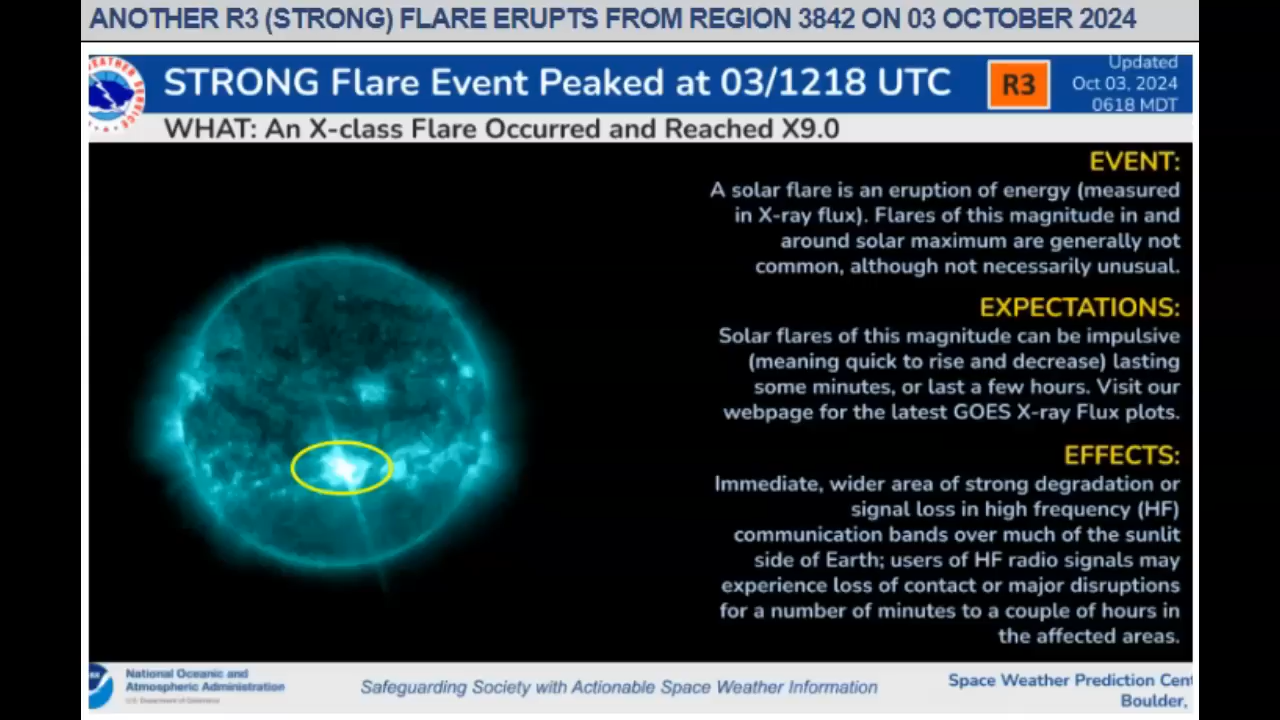 ANOTHER R3 (STRONG) FLARE ERUPTS FROM REGION 3842 ON 03 OCTOBER 2024
STRONG Flare Event Peaked at 03/1218 UTC
R3
Updated
Oct 03, 2024
0618 MDT
WHAT: An X-class Flare Occurred and Reached X9.0
EVENT:
A solar flare is an eruption of energy (measured
in X-ray flux). Flares of this magnitude in and
around solar maximum are generally not
common, although not necessarily unusual.
EXPECTATIONS:
Solar flares of this magnitude can be impulsive
(meaning quick to rise and decrease) lasting
some minutes, or last a few hours. Visit our
webpage for the latest GOES X-ray Flux plots.
EFFECTS:
Immediate, wider area of strong degradation or
signal loss in high frequency (HF)
communication bands over much of the sunlit
side of Earth; users of HF radio signals may
experience loss of contact or major disruptions
for a number of minutes to a couple of hours in
the affected areas.
National Oceanic and
Atmospheric Administration
U.S. Department of Commerce
Safeguarding Society with Actionable Space Weather Information
Space Weather Prediction Cent
Boulder,